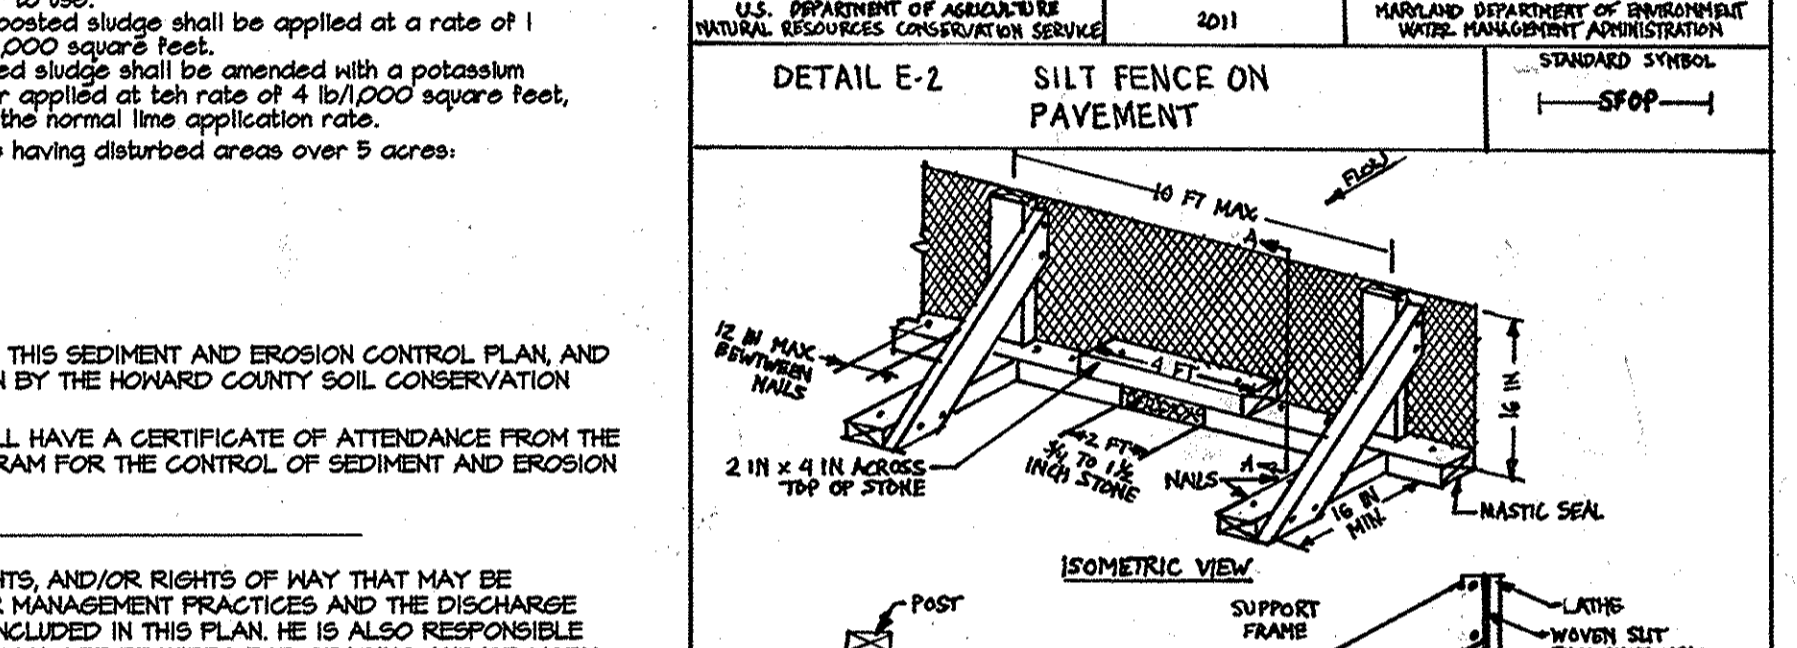 to use.
posted sludge shall be applied at a rate of 1
,000 square feet.
ed sludge shall be amended with a potassium
r applied at teh rate of 4 lb/1,000 square feet,
the normal lime application rate.
having disturbed areas over 5 acres:
THIS SEDIMENT AND EROSION CONTROL PLAN, AND
BY THE HOWARD COUNTY SOIL CONSERVATION
LL HAVE A CERTIFICATE OF ATTENDANCE FROM THE
RAM FOR THE CONTROL OF SEDIMENT AND EROSION
NTS, AND/OR RIGHTS OF WAY THAT MAY BE
R MANAGEMENT PRACTICES AND THE DISCHARGE
NCLUDED IN THIS PLAN. HE IS ALSO RESPONSIBLE
U.S. DEPARTMENT OF AGRICULTURE
NATURAL RESOURCES CONSERVATION SERVICE
2011
MARYLAND DEPARTMENT OF ENVIRONMENT
WATER MANAGEMENT ADMINISTRATION
DETAIL E-2 SILT FENCE ON
PAVEMENT
STANDARD SYMBOL
SFOP
FLOW
10 FT MAX.
A
12 IN MAX.
BEWTWEEN
NAILS
4 FT
16 IN
2 IN x 4 IN ACROSS
TOP OF STONE
2 FT
3/4 TO 1 1/2
INCH STONE
NAILS
A
16 IN
MIN.
MASTIC SEAL
ISOMETRIC VIEW
POST
SUPPORT
FRAME
LATHE
WOVEN SLIT